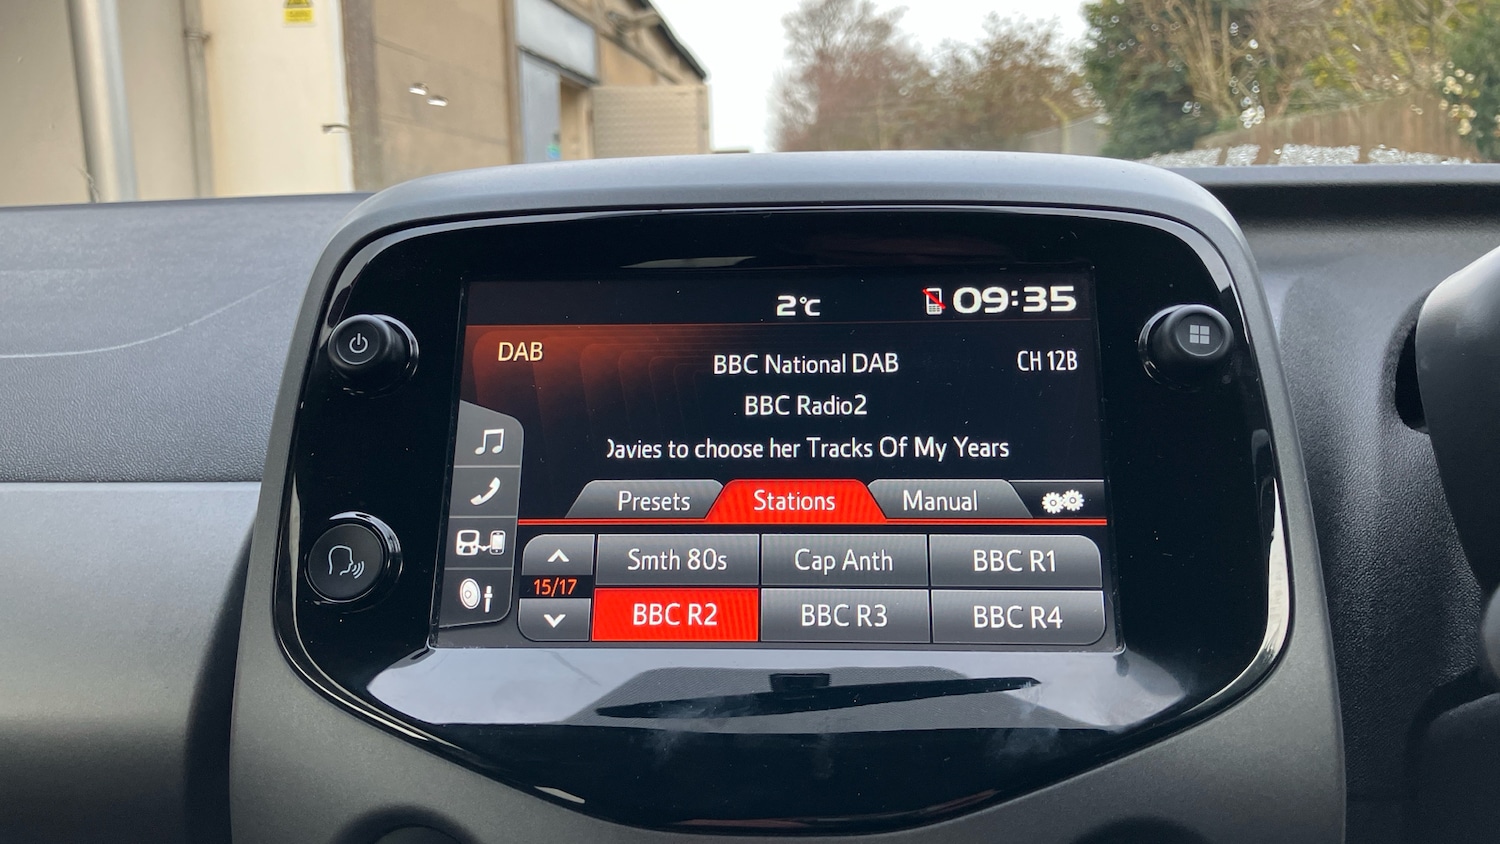 2°C 09:35
DAB
BBC National DAB CH 12B
BBC Radio2
Davies to choose her Tracks Of My Years
Presets Stations Manual
Smth 80s Cap Anth BBC R1
15/17
BBC R2 BBC R3 BBC R4